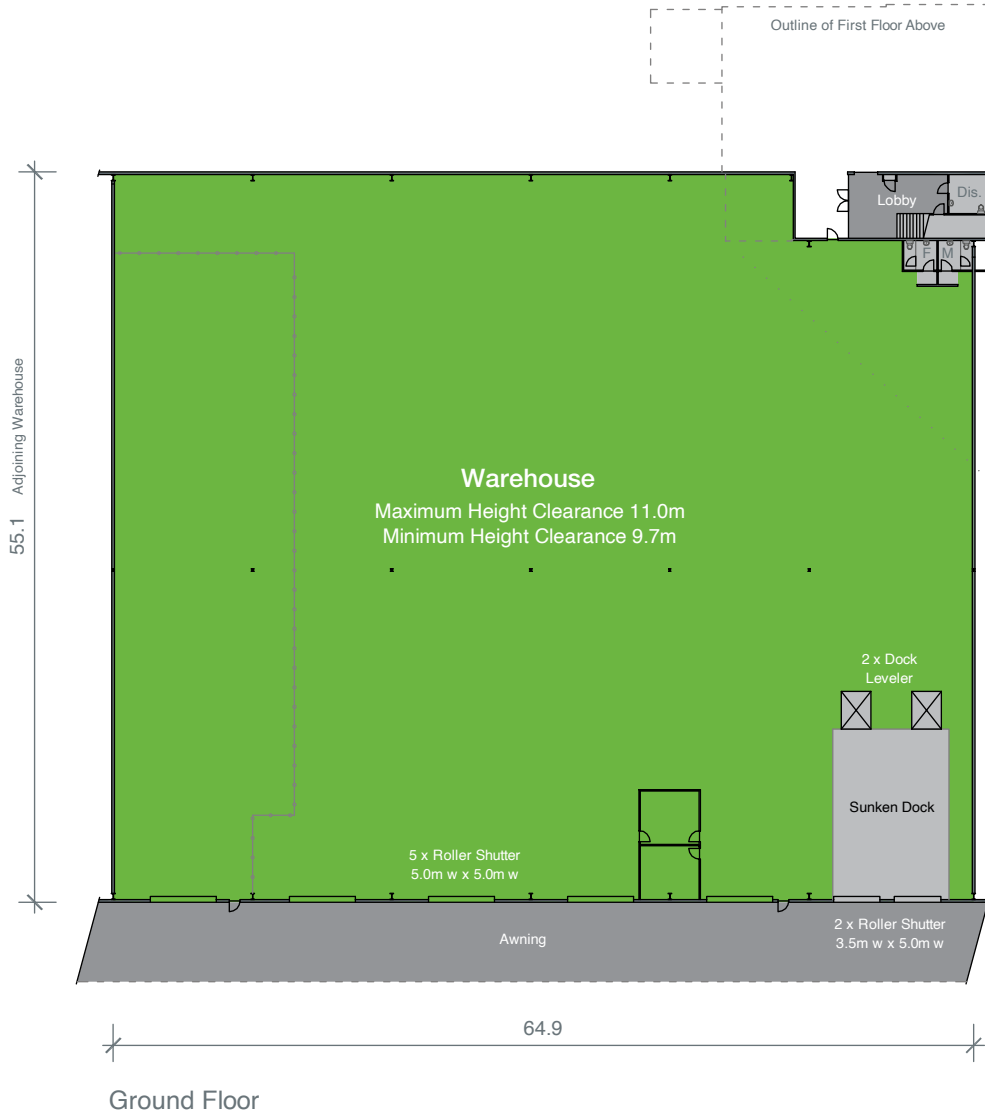 Outline of First Floor Above
Lobby
Dis.
F
M
Adjoining Warehouse
55.1
Warehouse
Maximum Height Clearance 11.0m
Minimum Height Clearance 9.7m
2 x Dock
Leveler
Sunken Dock
5 x Roller Shutter
5.0m w x 5.0m w
2 x Roller Shutter
3.5m w x 5.0m w
Awning
64.9
Ground Floor